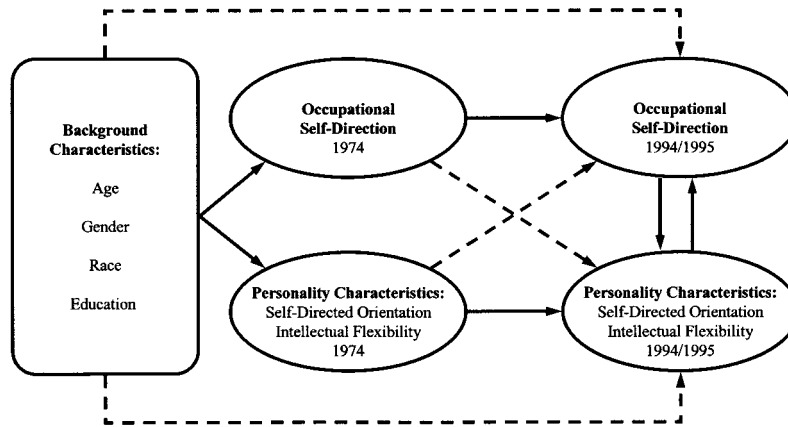 Background
Characteristics:
Age
Gender
Race
Education
Occupational
Self-Direction
1974
Personality Characteristics:
Self-Directed Orientation
Intellectual Flexibility
1974
Occupational
Self-Direction
1994/1995
Personality Characteristics:
Self-Directed Orientation
Intellectual Flexibility
1994/1995